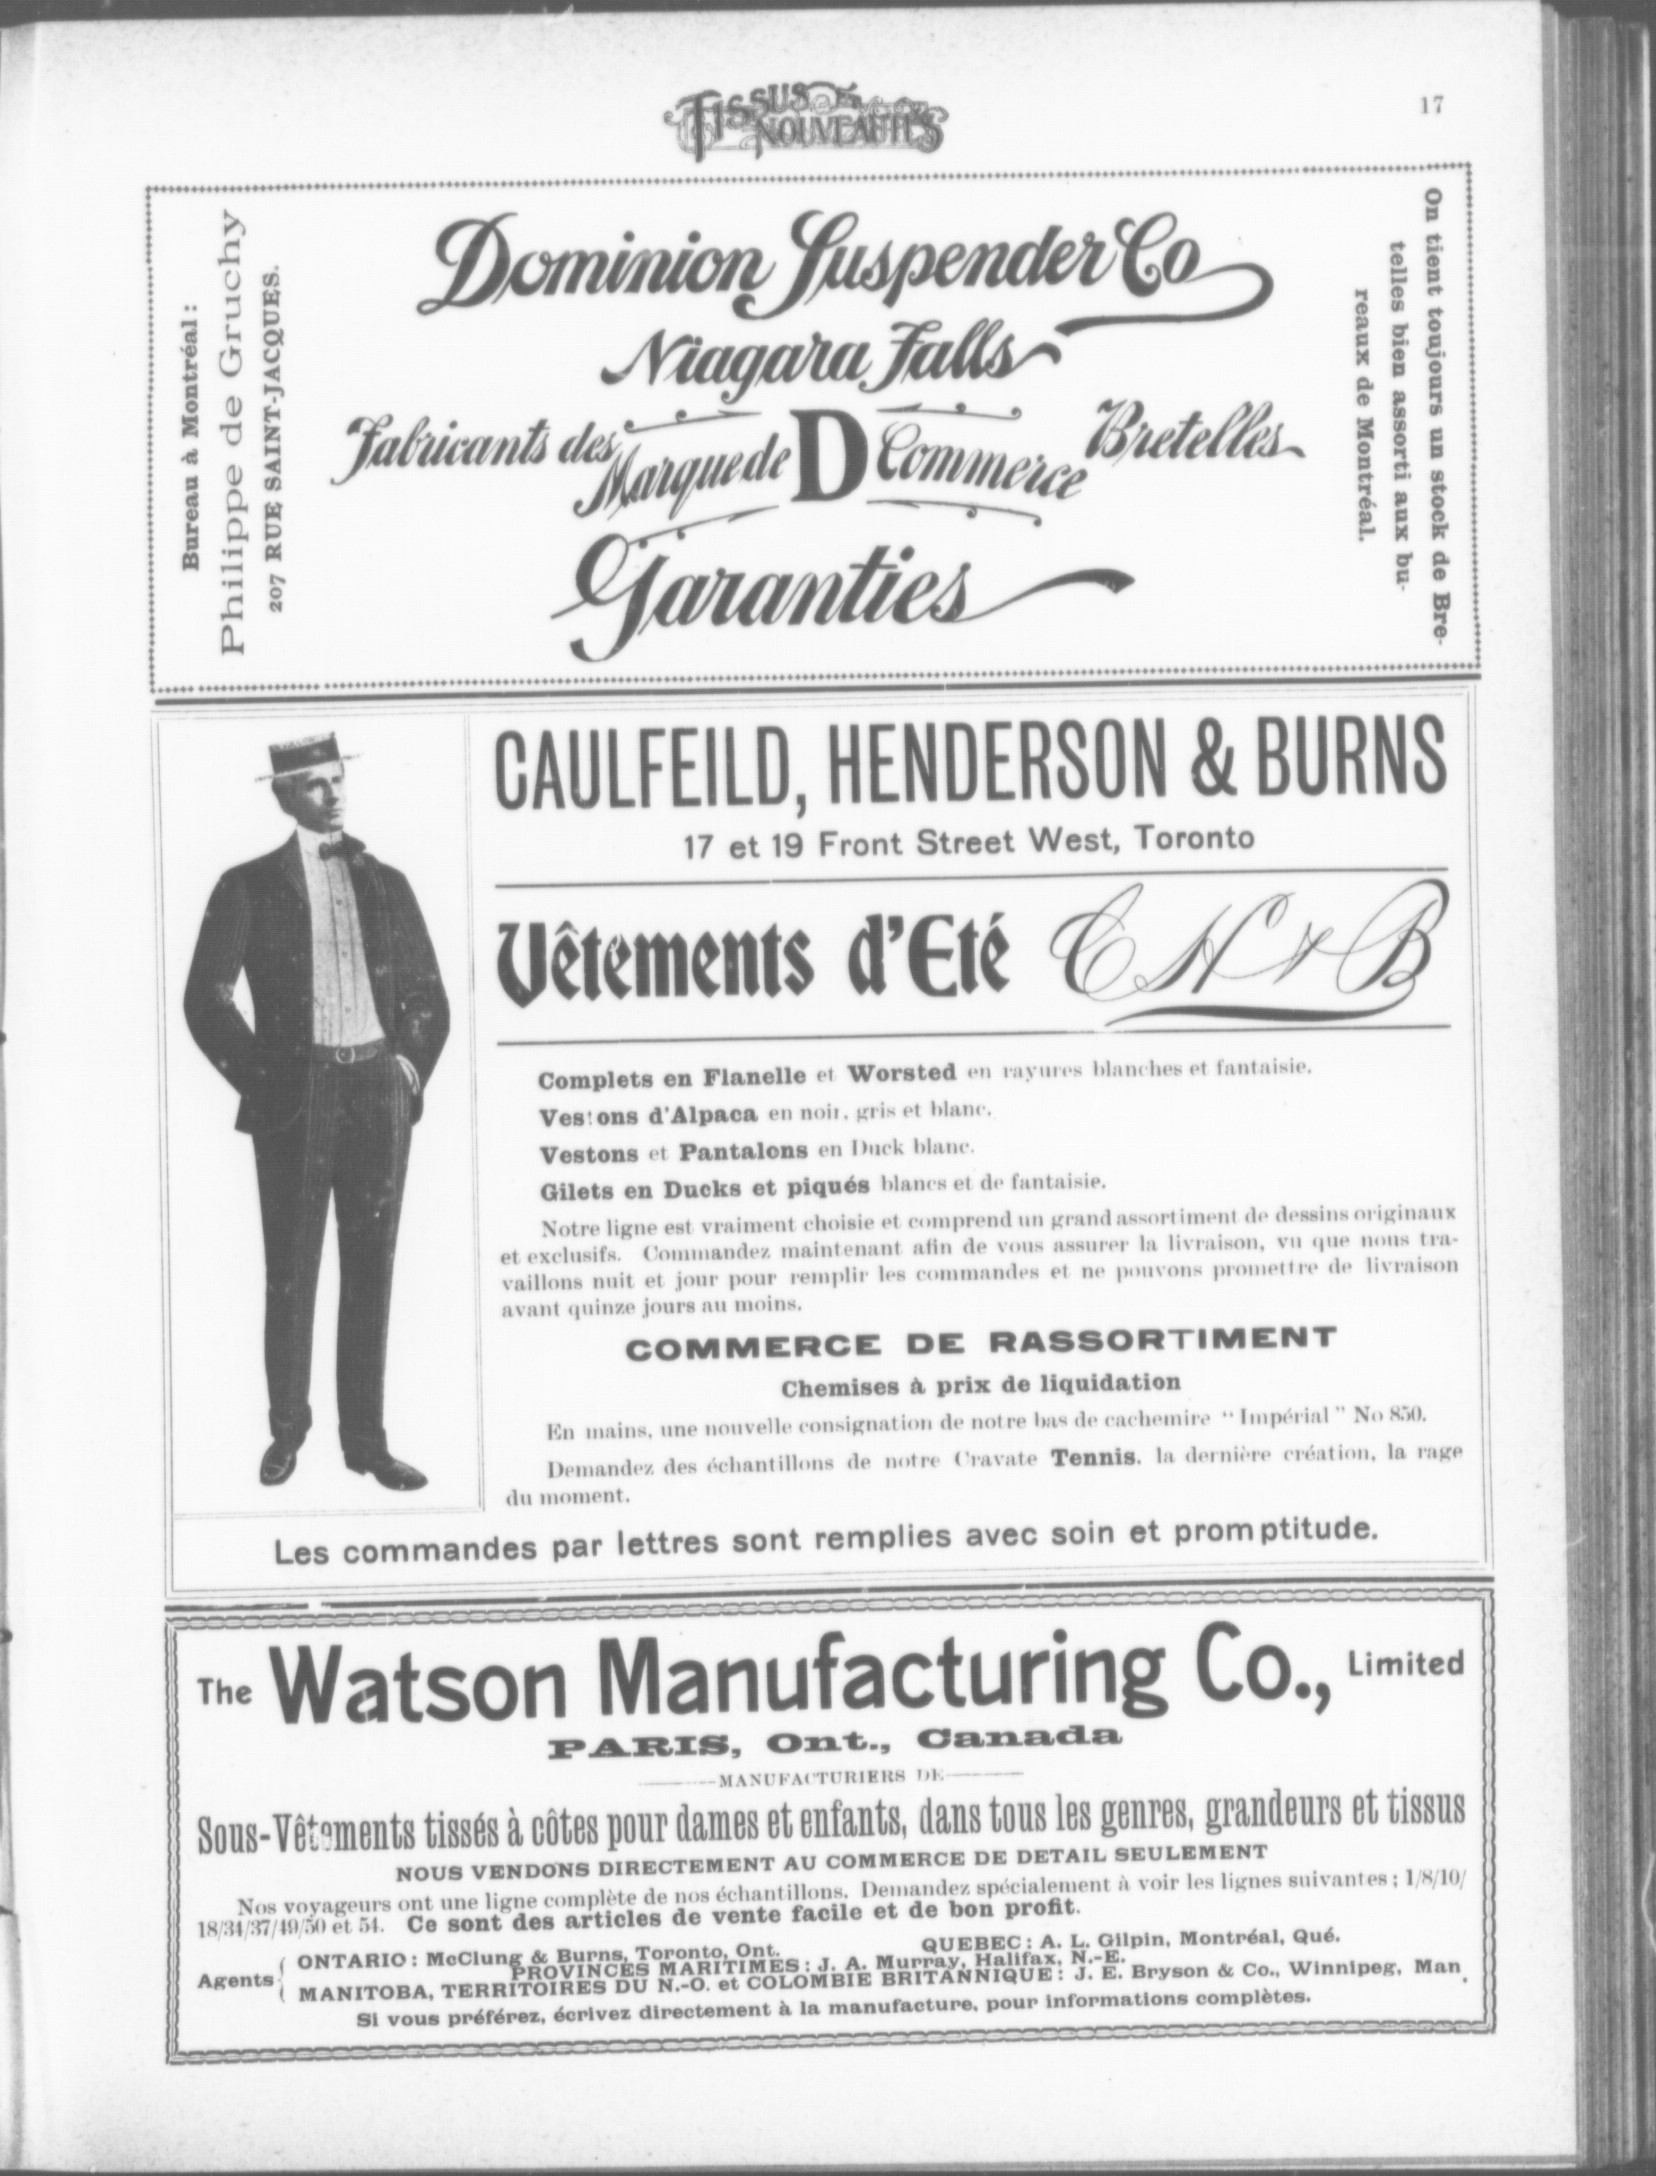 TISSUS & NOUVEAUTÉS
17
Bureau à Montréal :
Philippe de Gruchy
207 RUE SAINT-JACQUES.
Dominion Suspender Co
Niagara Falls
Fabricants des Bretelles
Marque de D Commerce
Garanties
On tient toujours un stock de Bre-
telles bien assorti aux bu-
reaux de Montréal.
CAULFEILD, HENDERSON & BURNS
17 et 19 Front Street West, Toronto
Vêtements d'Eté C H & B
Complets en Flanelle et Worsted en rayures blanches et fantaisie.
Vestons d'Alpaca en noir, gris et blanc.
Vestons et Pantalons en Duck blanc.
Gilets en Ducks et piqués blancs et de fantaisie.
Notre ligne est vraiment choisie et comprend un grand assortiment de dessins originaux
et exclusifs. Commandez maintenant afin de vous assurer la livraison, vu que nous tra-
vaillons nuit et jour pour remplir les commandes et ne pouvons promettre de livraison
avant quinze jours au moins.
COMMERCE DE RASSORTIMENT
Chemises à prix de liquidation
En mains, une nouvelle consignation de notre bas de cachemire "Impérial" No 850.
Demandez des échantillons de notre Cravate Tennis, la dernière création, la rage
du moment.
Les commandes par lettres sont remplies avec soin et promptitude.
The Watson Manufacturing Co., Limited
PARIS, Ont., Canada
MANUFACTURIERS DE
Sous-Vêtements tissés à côtes pour dames et enfants, dans tous les genres, grandeurs et tissus
NOUS VENDONS DIRECTEMENT AU COMMERCE DE DETAIL SEULEMENT
Nos voyageurs ont une ligne complète de nos échantillons. Demandez spécialement à voir les lignes suivantes ; 1/8/10/
18/34/37/49/50 et 54. Ce sont des articles de vente facile et de bon profit.
Agents
ONTARIO : McClung & Burns, Toronto, Ont. QUEBEC : A. L. Gilpin, Montréal, Qué.
PROVINCES MARITIMES : J. A. Murray, Halifax, N.-E.
MANITOBA, TERRITOIRES DU N.-O. et COLOMBIE BRITANNIQUE : J. E. Bryson & Co., Winnipeg, Man.
Si vous préférez, écrivez directement à la manufacture, pour informations complètes.